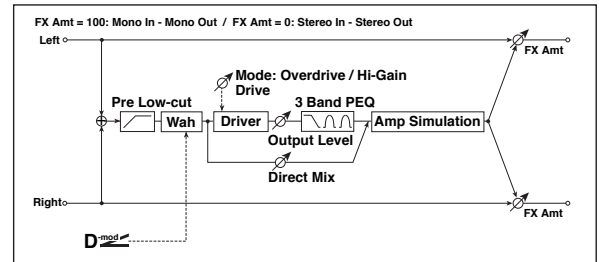 FX Amt = 100: Mono In - Mono Out / FX Amt = 0: Stereo In - Stereo Out
Left
FX Amt
Mode: Overdrive / Hi-Gain
Drive
Pre Low-cut
Wah
Driver
3 Band PEQ
Amp Simulation
Output Level
Direct Mix
Right
FX Amt
D-mod